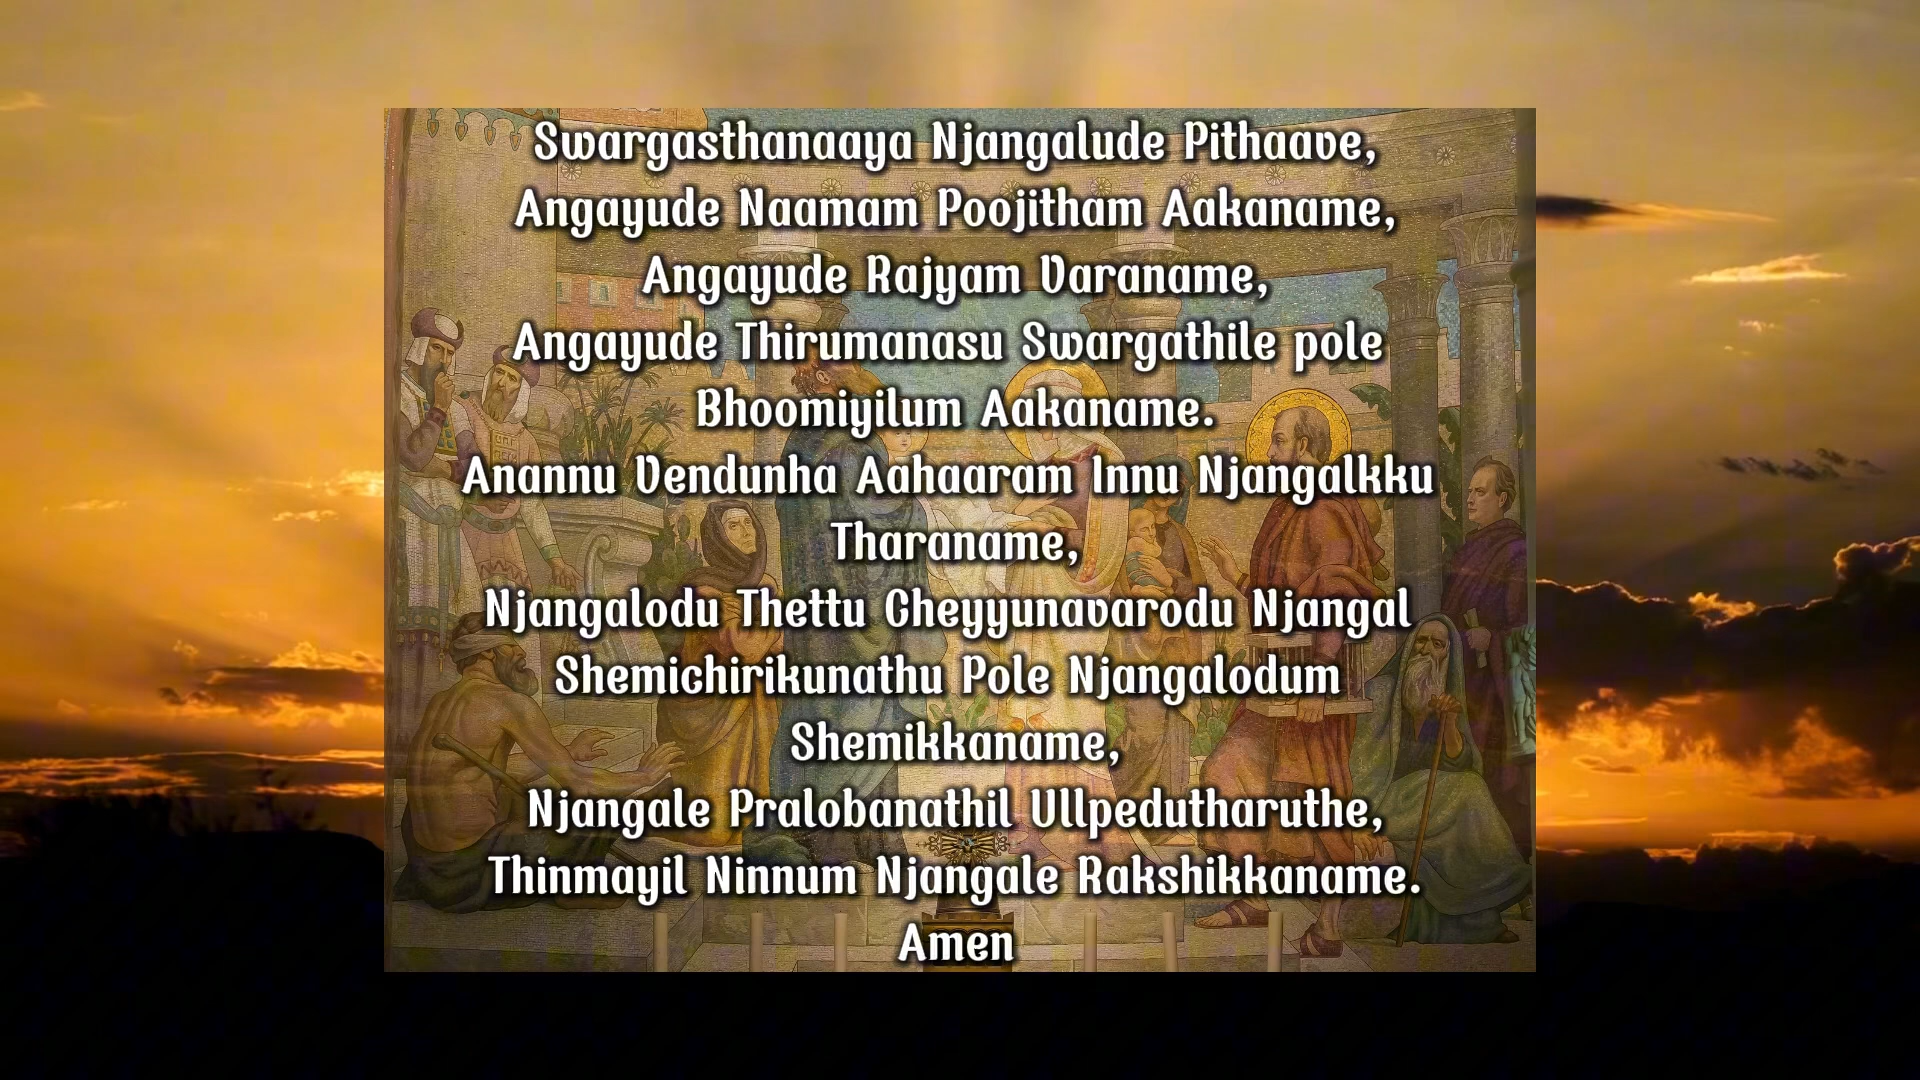 Swargasthanaaya Njangalude Pithaave,
Angayude Naamam Poojitham Aakaname,
Angayude Rajyam Varaname,
Angayude Thirumanasu Swargathile pole
Bhoomiyilum Aakaname.
Anannu Vendunha Aahaaram Innu Njangalkku
Tharaname,
Njangalodu Thettu Cheyyunavarodu Njangal
Shemichirikunathu Pole Njangalodum
Shemikkaname,
Njangale Pralobanathil Ullpedutharuthe,
Thinmayil Ninnum Njangale Rakshikkaname.
Amen